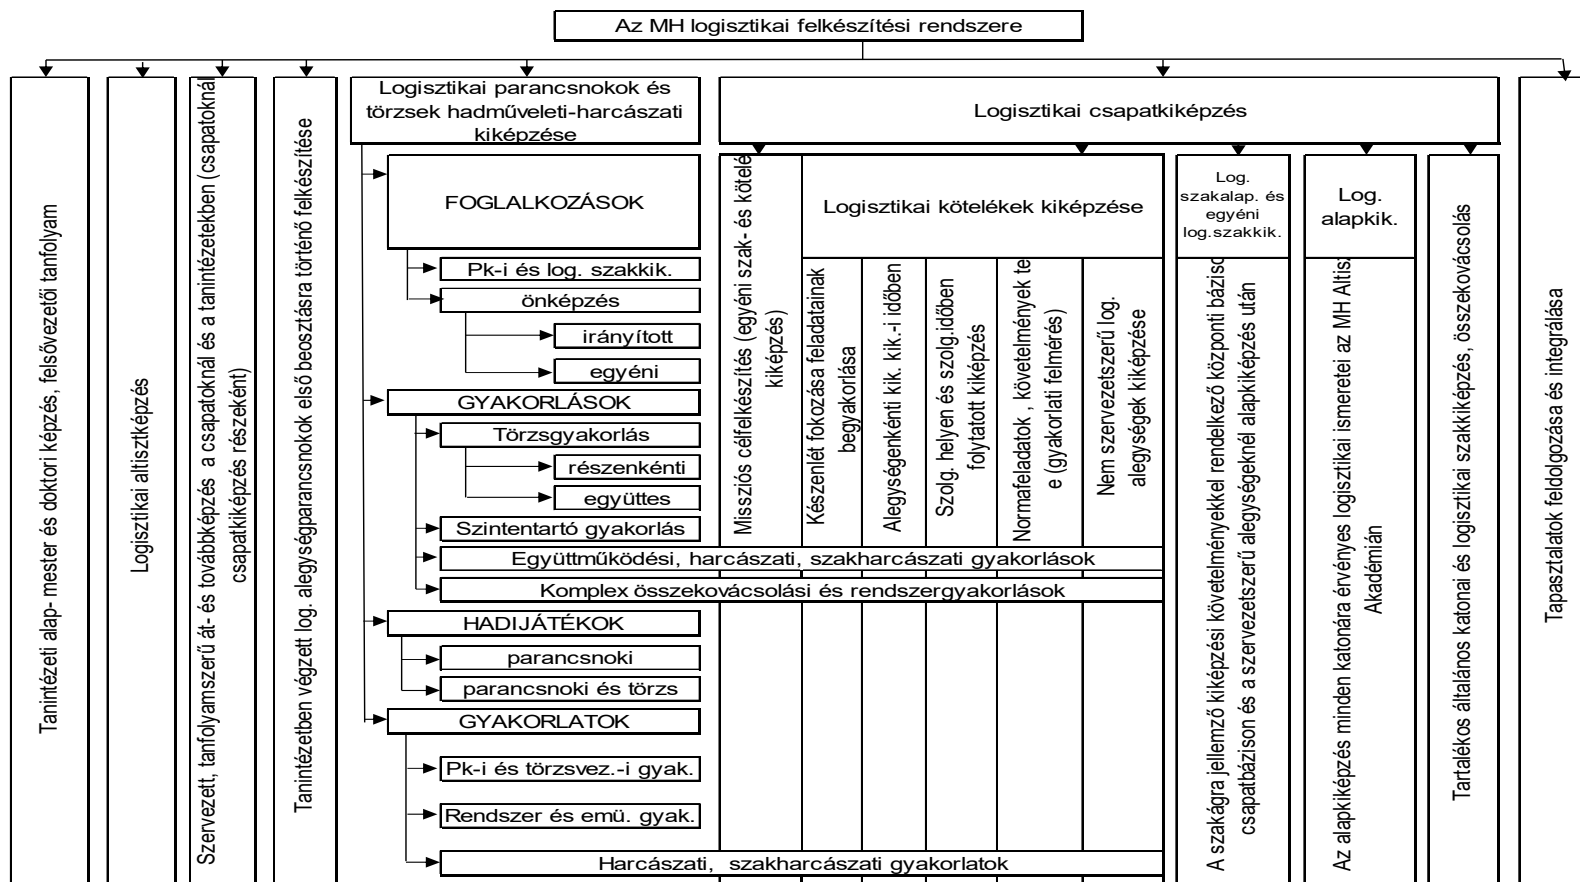 Az MH logisztikai felkészítési rendszere
Tanintézeti alap- mester és doktori képzés, felsővezetői tanfolyam
Logisztikai altisztképzés
Szervezett, tanfolyamszerű át- és továbbképzés a csapatoknál és a tanintézetekben (csapatoknál
csapatkiképzés részeként)
Tanintézetben végzett log. alegységparancsnokok első beosztásra történő felkészítése
Logisztikai parancsnokok és
törzsek hadműveleti-harcászati
kiképzése
FOGLALKOZÁSOK
Pk-i és log. szakkik.
önképzés
irányított
egyéni
GYAKORLÁSOK
Törzsgyakorlás
részenkénti
együttes
Szintentartó gyakorlás
Együttműködési, harcászati, szakharcászati gyakorlások
Komplex összekovácsolási és rendszergyakorlások
HADIJÁTÉKOK
parancsnoki
parancsnoki és törzs
GYAKORLATOK
Pk-i és törzsvez.-i gyak.
Rendszer és emü. gyak.
Harcászati, szakharcászati gyakorlatok
Logisztikai csapatkiképzés
Missziós célfelkészítés (egyéni szak- és kötelé
kiképzés)
Logisztikai kötelékek kiképzése
Készenlét fokozása feladatainak
begyakorlása
Alegységenkénti kik. kik.-i időben
Szolg. helyen és szolg.időben
folytatott kiképzés
Normafeladatok , követelmények te
e (gyakorlati felmérés)
Nem szervezetszerű log.
alegységek kiképzése
Log.
szakalap. és
egyéni
log.szakkik.
A szakágra jellemző kiképzési követelményekkel rendelkező központi báziso
csapatbázison és a szervezetszerű alegységeknél alapkiképzés után
Log.
alapkik.
Az alapkiképzés minden katonára érvényes logisztikai ismeretei az MH Altisz
Akadémián
Tartalékos általános katonai és logisztikai szakkiképzés, összekovácsolás
Tapasztalatok feldolgozása és integrálása